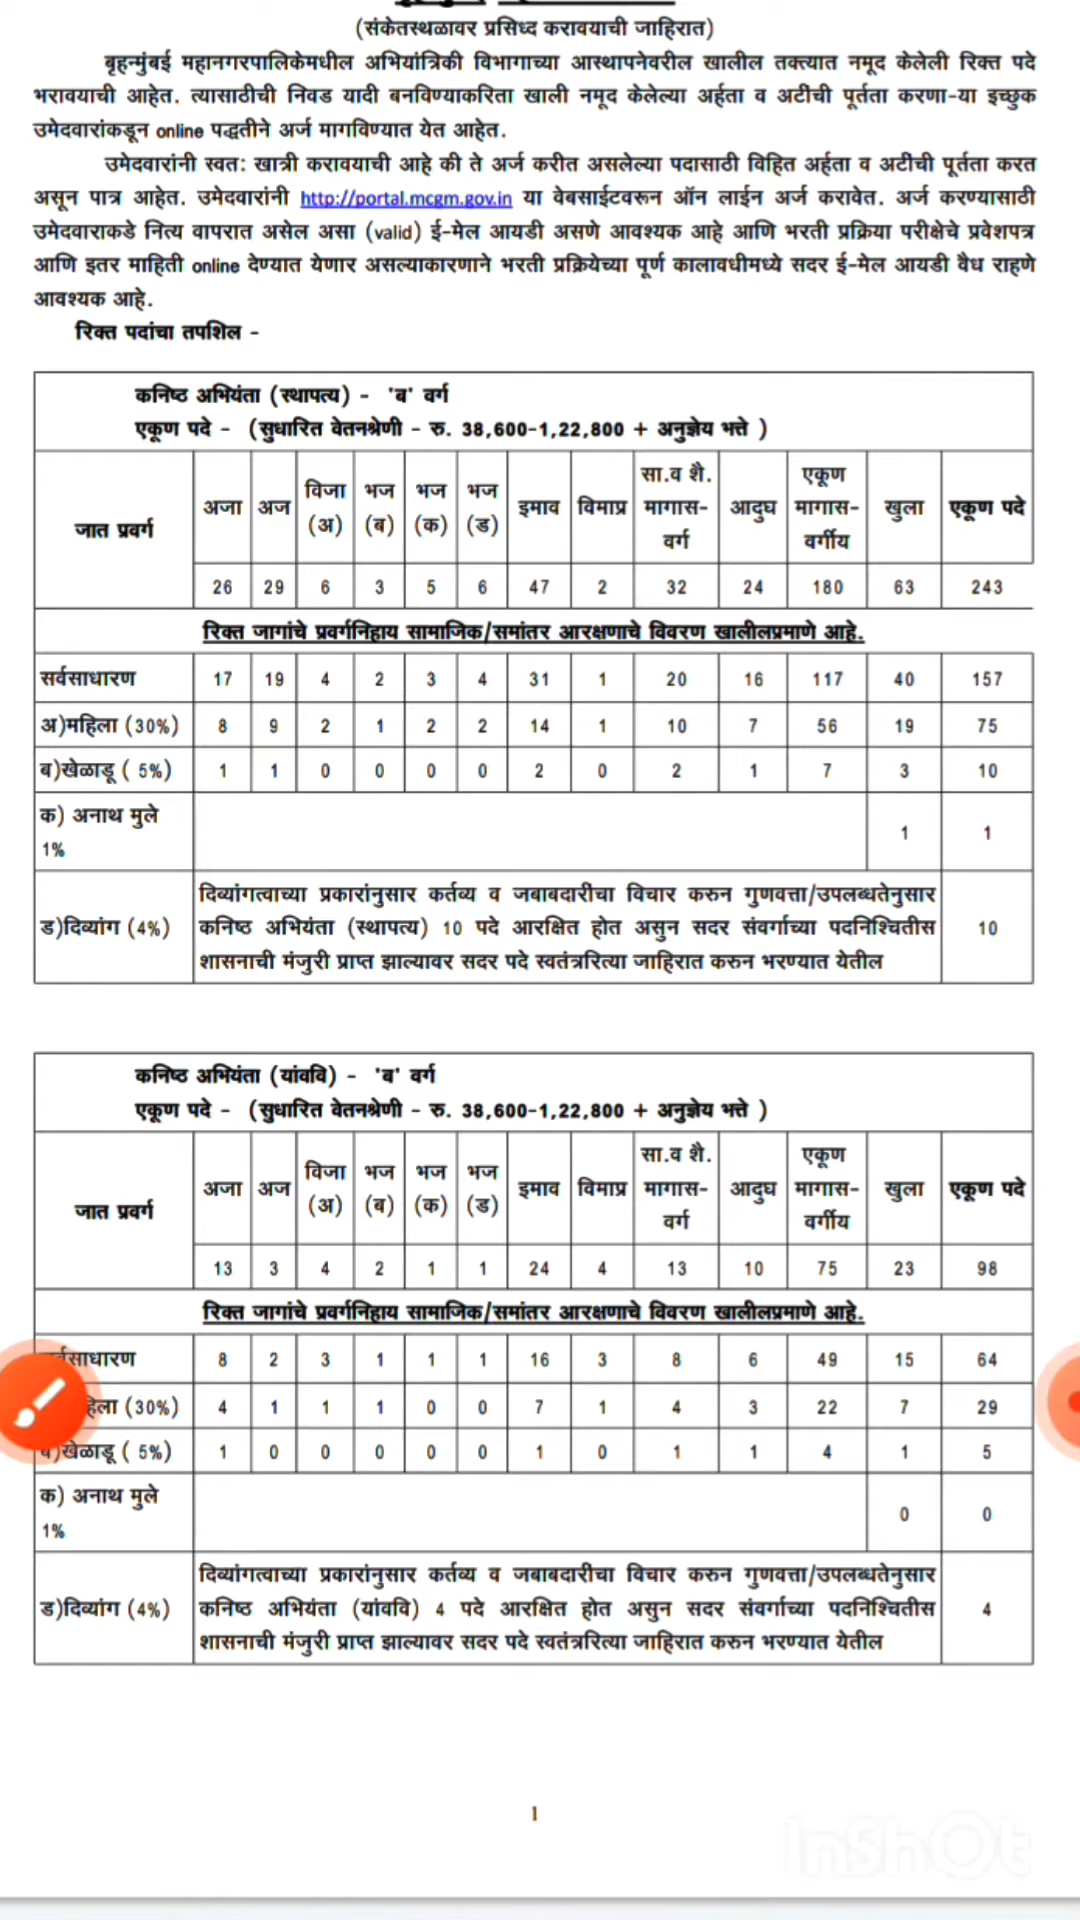 (संकेतस्थळावर प्रसिध्द करावयाची जाहिरात)
बृहन्मुंबई महानगरपालिकेमधील अभियांत्रिकी विभागाच्या आस्थापनेवरील खालील तक्त्यात नमूद केलेली रिक्त पदे
भरावयाची आहेत. त्यासाठीची निवड यादी बनविण्याकरिता खाली नमूद केलेल्या अर्हता व अटींची पूर्तता करणा-या इच्छुक
उमेदवारांकडून online पद्धतीने अर्ज मागविण्यात येत आहेत.
उमेदवारांनी स्वत: खात्री करावयाची आहे की ते अर्ज करीत असलेल्या पदासाठी विहित अर्हता व अटींची पूर्तता करत
असून पात्र आहेत. उमेदवारांनी http://portal.mcgm.gov.in या वेबसाईटवरून ऑन लाईन अर्ज करावेत. अर्ज करण्यासाठी
उमेदवाराकडे नित्य वापरात असेल असा (valid) ई-मेल आयडी असणे आवश्यक आहे आणि भरती प्रक्रिया परीक्षेचे प्रवेशपत्र
आणि इतर माहिती online देण्यात येणार असल्याकारणाने भरती प्रक्रियेच्या पूर्ण कालावधीमध्ये सदर ई-मेल आयडी वैध राहणे
आवश्यक आहे.
रिक्त पदांचा तपशिल -
कनिष्ठ अभियंता (स्थापत्य) - 'ब' वर्ग
एकूण पदे - (सुधारित वेतनश्रेणी - रु. 38,600-1,22,800 + अनुज्ञेय भत्ते )
जात प्रवर्ग अजा अज विजा (अ) भज (ब) भज (क) भज (ड) इमाव विमाप्र सा.व शै. मागास-वर्ग आदुघ एकूण मागास-वर्गीय खुला एकूण पदे
26 29 6 3 5 6 47 2 32 24 180 63 243
रिक्त जागांचे प्रवर्गनिहाय सामाजिक/समांतर आरक्षणाचे विवरण खालीलप्रमाणे आहे.
सर्वसाधारण 17 19 4 2 3 4 31 1 20 16 117 40 157
अ)महिला (30%) 8 9 2 1 2 2 14 1 10 7 56 19 75
ब)खेळाडू ( 5%) 1 1 0 0 0 0 2 0 2 1 7 3 10
क) अनाथ मुले
1% 1 1
दिव्यांगत्वाच्या प्रकारांनुसार कर्तव्य व जबाबदारींचा विचार करुन गुणवत्ता/उपलब्धतेनुसार
ड)दिव्यांग (4%) कनिष्ठ अभियंता (स्थापत्य) 10 पदे आरक्षित होत असुन सदर संवर्गाच्या पदनिश्चितीस 10
शासनाची मंजुरी प्राप्त झाल्यावर सदर पदे स्वतंत्ररित्या जाहिरात करुन भरण्यात येतील
कनिष्ठ अभियंता (यांववि) - 'ब' वर्ग
एकूण पदे - (सुधारित वेतनश्रेणी - रु. 38,600-1,22,800 + अनुज्ञेय भत्ते )
जात प्रवर्ग अजा अज विजा (अ) भज (ब) भज (क) भज (ड) इमाव विमाप्र सा.व शै. मागास-वर्ग आदुघ एकूण मागास-वर्गीय खुला एकूण पदे
13 3 4 2 1 1 24 4 13 10 75 23 98
रिक्त जागांचे प्रवर्गनिहाय सामाजिक/समांतर आरक्षणाचे विवरण खालीलप्रमाणे आहे.
8 2 3 1 1 1 16 3 8 6 49 15 64
(30%) 4 1 1 1 0 0 7 1 4 3 22 7 29
ब)खेळाडू ( 5%) 1 0 0 0 0 0 1 0 1 1 4 1 5
क) अनाथ मुले
1% 0 0
दिव्यांगत्वाच्या प्रकारांनुसार कर्तव्य व जबाबदारींचा विचार करुन गुणवत्ता/उपलब्धतेनुसार
ड)दिव्यांग (4%) कनिष्ठ अभियंता (यांववि) 4 पदे आरक्षित होत असुन सदर संवर्गाच्या पदनिश्चितीस 4
शासनाची मंजुरी प्राप्त झाल्यावर सदर पदे स्वतंत्ररित्या जाहिरात करुन भरण्यात येतील
1
InShOt